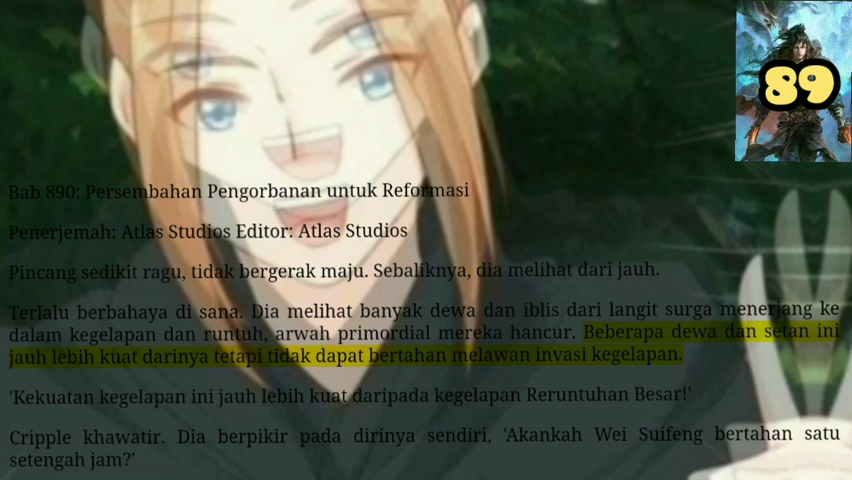 89
Bab 890: Persembahan Pengorbanan untuk Reformasi
Penerjemah: Atlas Studios Editor: Atlas Studios
Pincang sedikit ragu, tidak bergerak maju. Sebaliknya, dia melihat dari jauh.
Terlalu berbahaya di sana. Dia melihat banyak dewa dan iblis dari langit surga menerjang ke
dalam kegelapan dan runtuh, arwah primordial mereka hancur. Beberapa dewa dan setan ini
jauh lebih kuat darinya tetapi tidak dapat bertahan melawan invasi kegelapan.
'Kekuatan kegelapan ini jauh lebih kuat daripada kegelapan Reruntuhan Besar!'
Cripple khawatir. Dia berpikir pada dirinya sendiri, 'Akankah Wei Suifeng bertahan satu
setengah jam?'